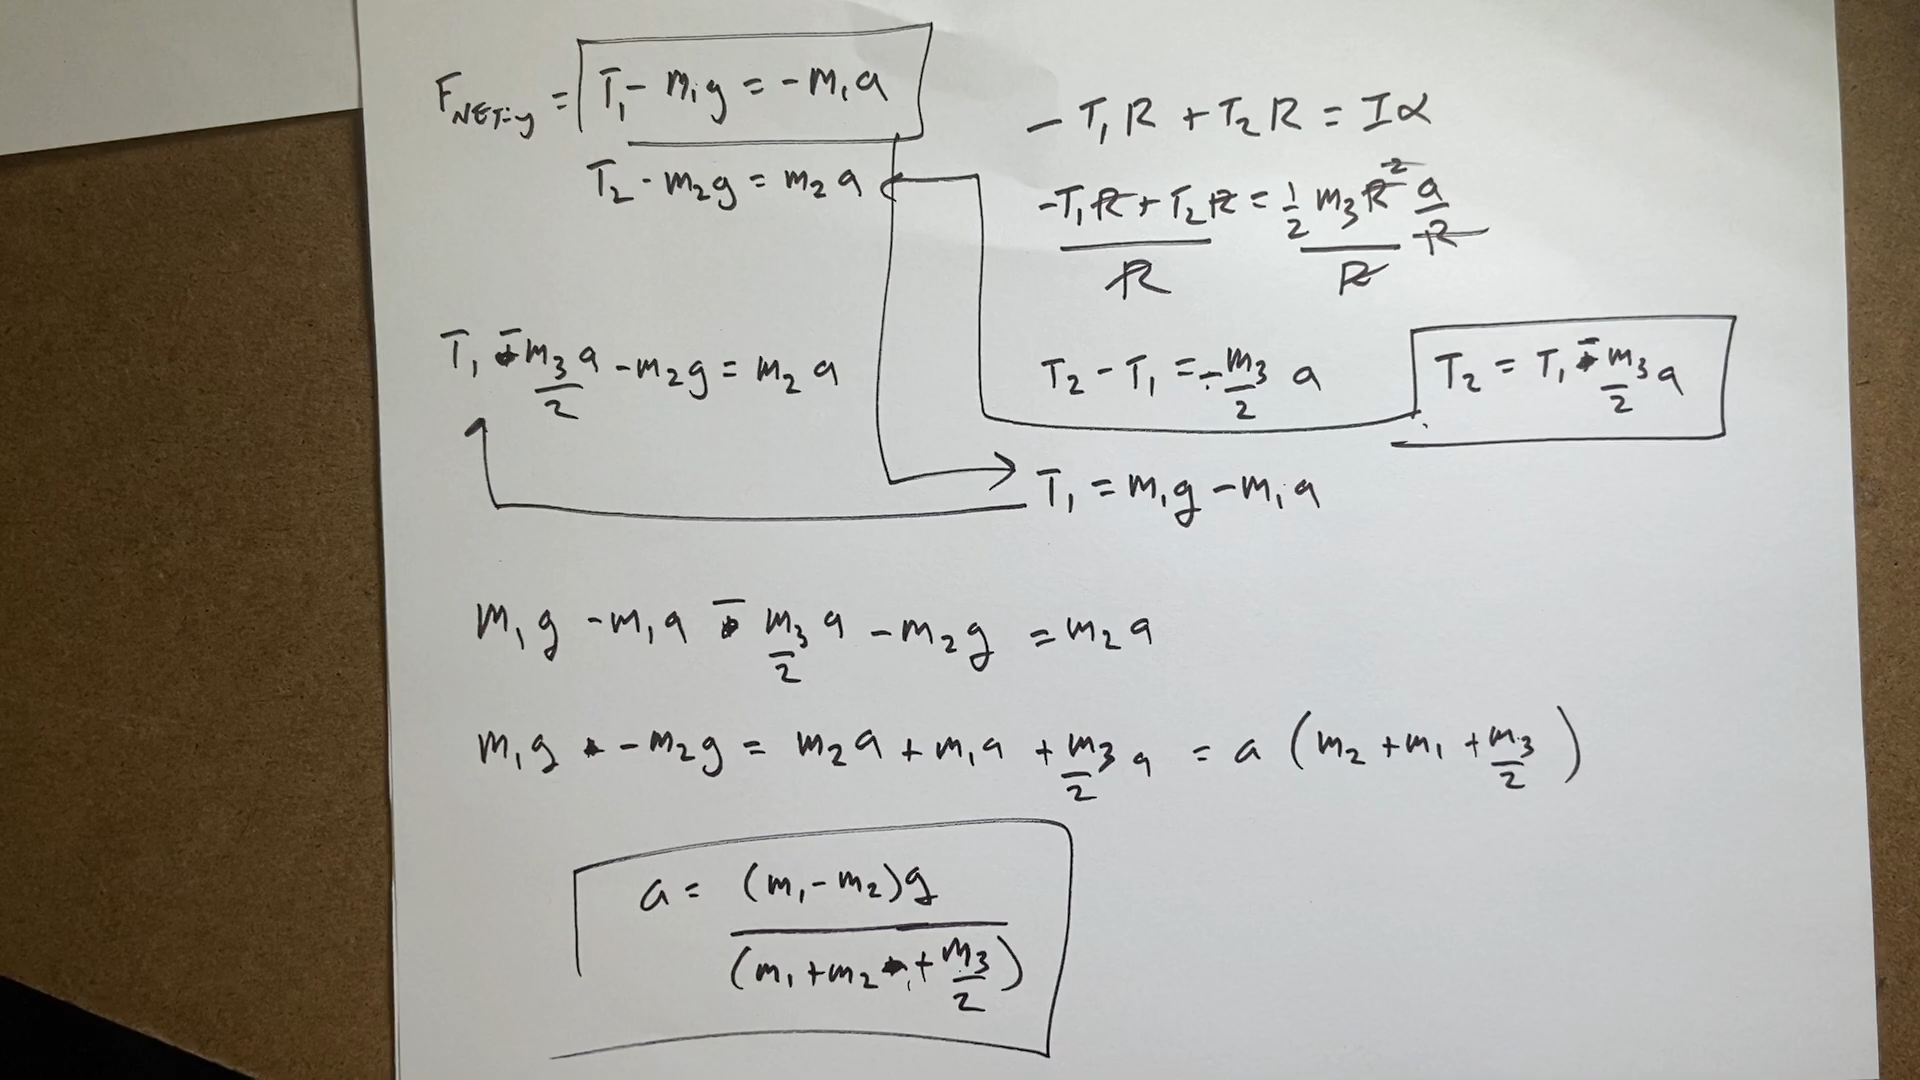 F_NET-y = T₁ - m₁g = -m₁a
T₂ - m₂g = m₂a
-T₁R + T₂R = Iα
(-T₁R + T₂R)/R = (½ m₃R²)/R a/R
T₂ - T₁ = -m₃/2 a
T₂ = T₁ - m₃/2 a
T₁ - m₃/2 a - m₂g = m₂a
T₁ = m₁g - m₁a
m₁g - m₁a - m₃/2 a - m₂g = m₂a
m₁g - m₂g = m₂a + m₁a + m₃/2 a = a (m₂ + m₁ + m₃/2)
a = (m₁ - m₂)g / (m₁ + m₂ + m₃/2)